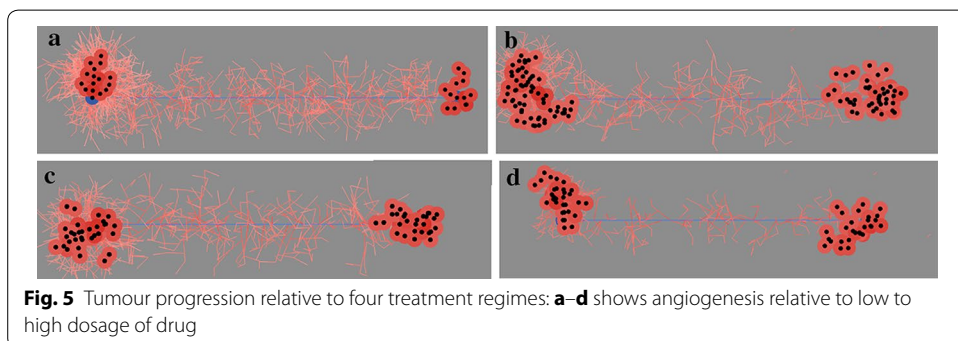 a
b
c
d
Fig. 5 Tumour progression relative to four treatment regimes: a–d shows angiogenesis relative to low to
high dosage of drug